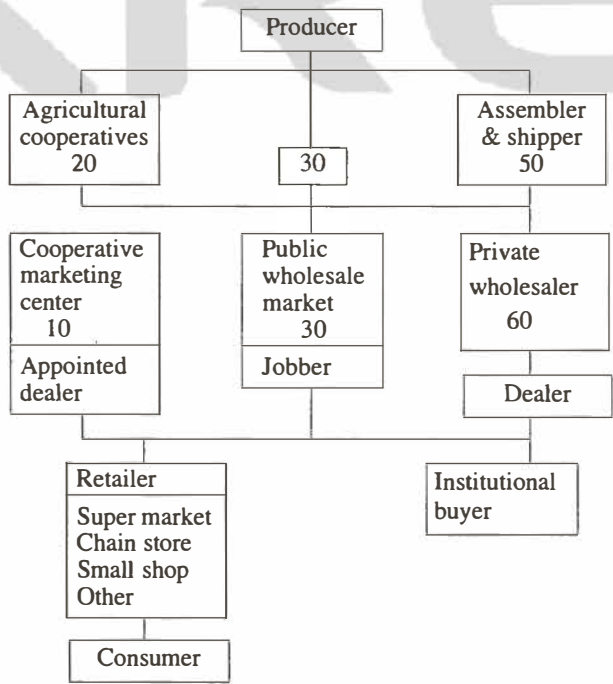 Producer
Agricultural
cooperatives
20
30
Assembler
& shipper
50
Cooperative
marketing
center
10
Appointed
dealer
Public
wholesale
market
30
Jobber
Private
wholesaler
60
Dealer
Retailer
Super market
Chain store
Small shop
Other
Institutional
buyer
Consumer